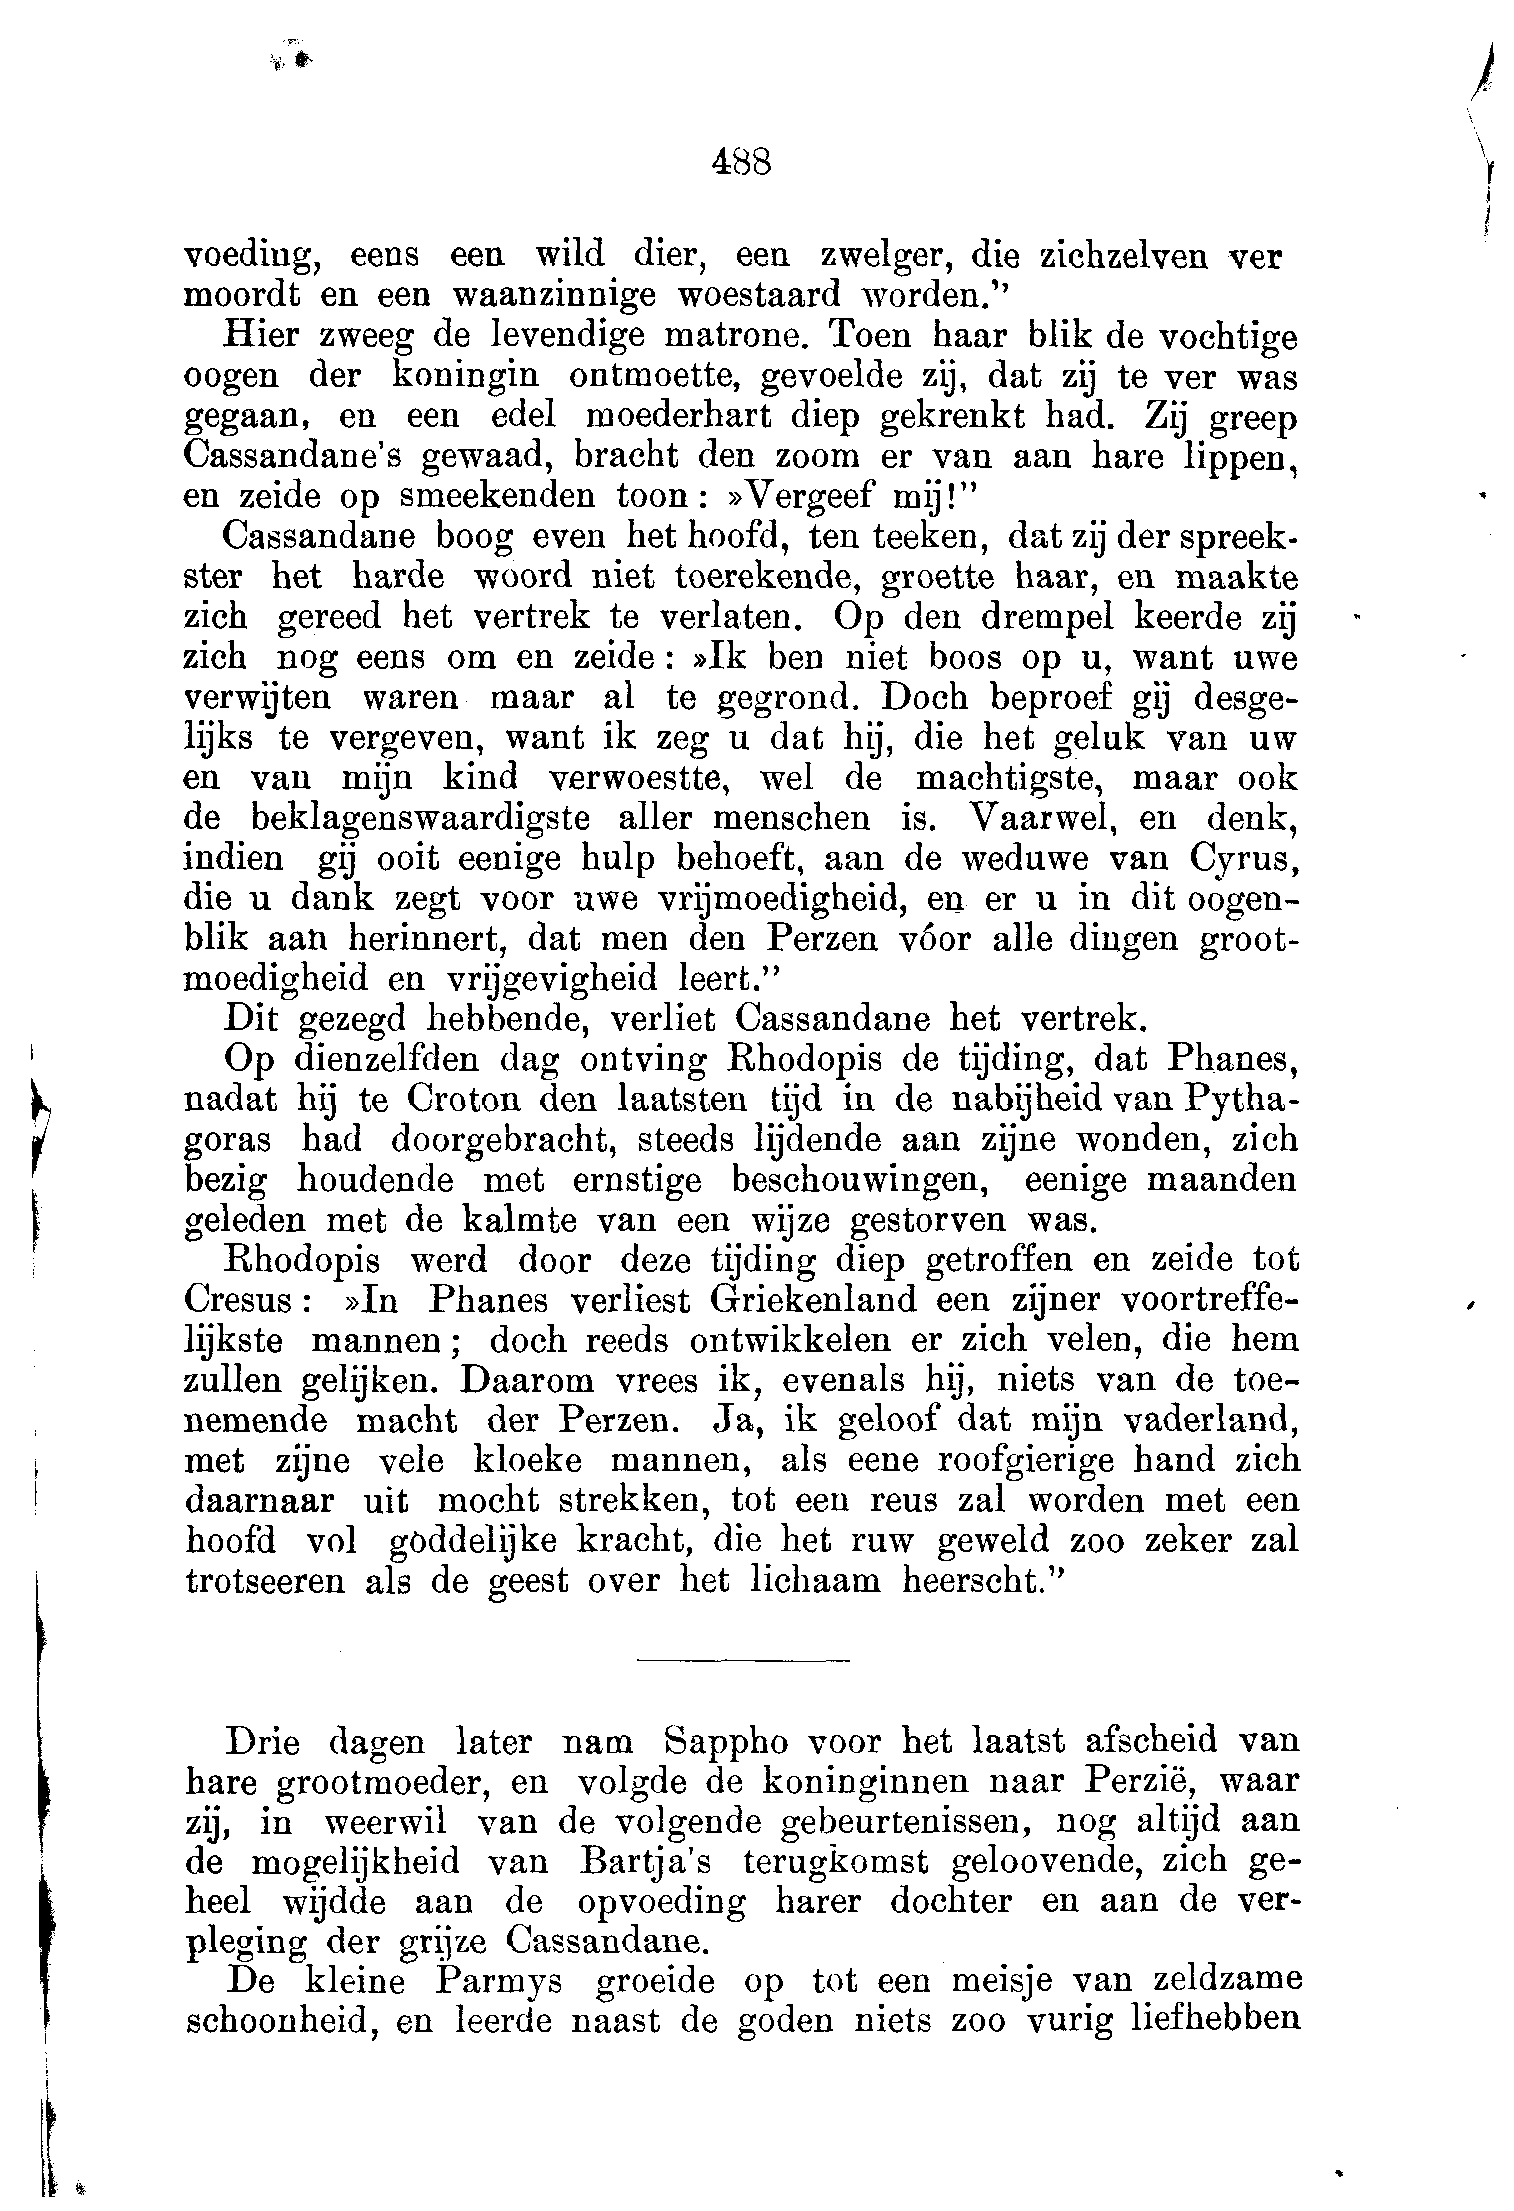 488
voeding, eens een wild dier, een zwelger, die zichzelven ver
moordt en een waanzinnige woestaard worden."
Hier zweeg de levendige matrone. Toen haar blik de vochtige
oogen der koningin ontmoette, gevoelde zij, dat zij te ver was
gegaan, en een edel moederhart diep gekrenkt had. Zij greep
Cassandane's gewaad, bracht den zoom er van aan hare lippen,
en zeide op smeekenden toon: »Vergeef mij!"
Cassandane boog even het hoofd, ten teeken, dat zij der spreek-
ster het harde woord niet toerekende, groette haar, en maakte
zich gereed het vertrek te verlaten. Op den drempel keerde zij
zich nog eens om en zeide: »Ik ben niet boos op u, want uwe
verwijten waren maar al te gegrond. Doch beproef gij desge-
lijks te vergeven, want ik zeg u dat hij, die het geluk van uw
en van mijn kind verwoestte, wel de machtigste, maar ook
de beklagenswaardigste aller menschen is. Vaarwel, en denk,
indien gij ooit eenige hulp behoeft, aan de weduwe van Cyrus,
die u dank zegt voor uwe vrijmoedigheid, en er u in dit oogen-
blik aan herinnert, dat men den Perzen vóor alle dingen groot-
moedigheid en vrijgevigheid leert."
Dit gezegd hebbende, verliet Cassandane het vertrek.
Op dienzelfden dag ontving Rhodopis de tijding, dat Phanes,
nadat hij te Croton den laatsten tijd in de nabijheid van Pytha-
goras had doorgebracht, steeds lijdende aan zijne wonden, zich
bezig houdende met ernstige beschouwingen, eenige maanden
geleden met de kalmte van een wijze gestorven was.
Rhodopis werd door deze tijding diep getroffen en zeide tot
Cresus: »In Phanes verliest Griekenland een zijner voortreffe-
lijkste mannen; doch reeds ontwikkelen er zich velen, die hem
zullen gelijken. Daarom vrees ik, evenals hij, niets van de toe-
nemende macht der Perzen. Ja, ik geloof dat mijn vaderland,
met zijne vele kloeke mannen, als eene roofgierige hand zich
daarnaar uit mocht strekken, tot een reus zal worden met een
hoofd vol goddelijke kracht, die het ruw geweld zoo zeker zal
trotseeren als de geest over het lichaam heerscht."
Drie dagen later nam Sappho voor het laatst afscheid van
hare grootmoeder, en volgde de koninginnen naar Perzië, waar
zij, in weerwil van de volgende gebeurtenissen, nog altijd aan
de mogelijkheid van Bartja's terugkomst geloovende, zich ge-
heel wijdde aan de opvoeding harer dochter en aan de ver-
pleging der grijze Cassandane.
De kleine Parmys groeide op tot een meisje van zeldzame
schoonheid, en leerde naast de goden niets zoo vurig liefhebben